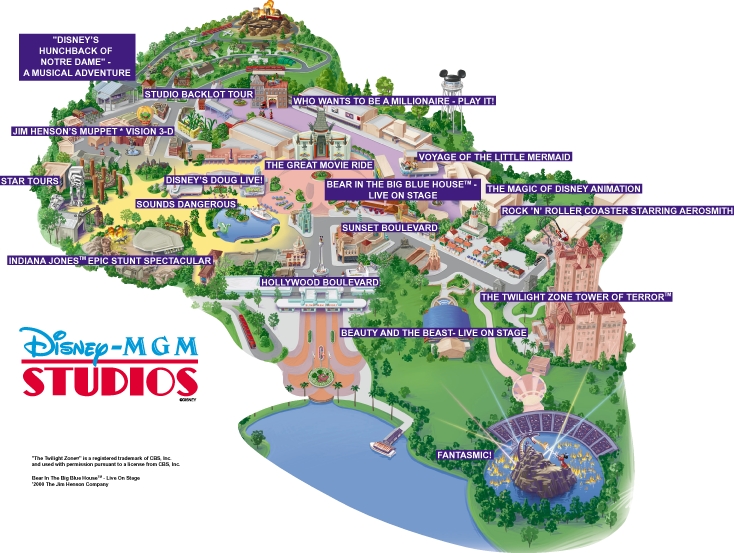 "DISNEY'S
HUNCHBACK OF
NOTRE DAME" -
A MUSICAL ADVENTURE
STUDIO BACKLOT TOUR
WHO WANTS TO BE A MILLIONAIRE - PLAY IT!
JIM HENSON'S MUPPET * VISION 3-D
THE GREAT MOVIE RIDE
VOYAGE OF THE LITTLE MERMAID
STAR TOURS
DISNEY'S DOUG LIVE!
BEAR IN THE BIG BLUE HOUSE™ -
LIVE ON STAGE
THE MAGIC OF DISNEY ANIMATION
SOUNDS DANGEROUS
ROCK 'N' ROLLER COASTER STARRING AEROSMITH
SUNSET BOULEVARD
INDIANA JONES™ EPIC STUNT SPECTACULAR
HOLLYWOOD BOULEVARD
THE TWILIGHT ZONE TOWER OF TERROR™
BEAUTY AND THE BEAST- LIVE ON STAGE
DISNEY-MGM
STUDIOS
©DISNEY
FANTASMIC!
"The Twilight Zone®" is a registered trademark of CBS, Inc.
and used with permission pursuant to a license from CBS, Inc.
Bear In The Big Blue House™ - Live On Stage
'2000 The Jim Henson Company